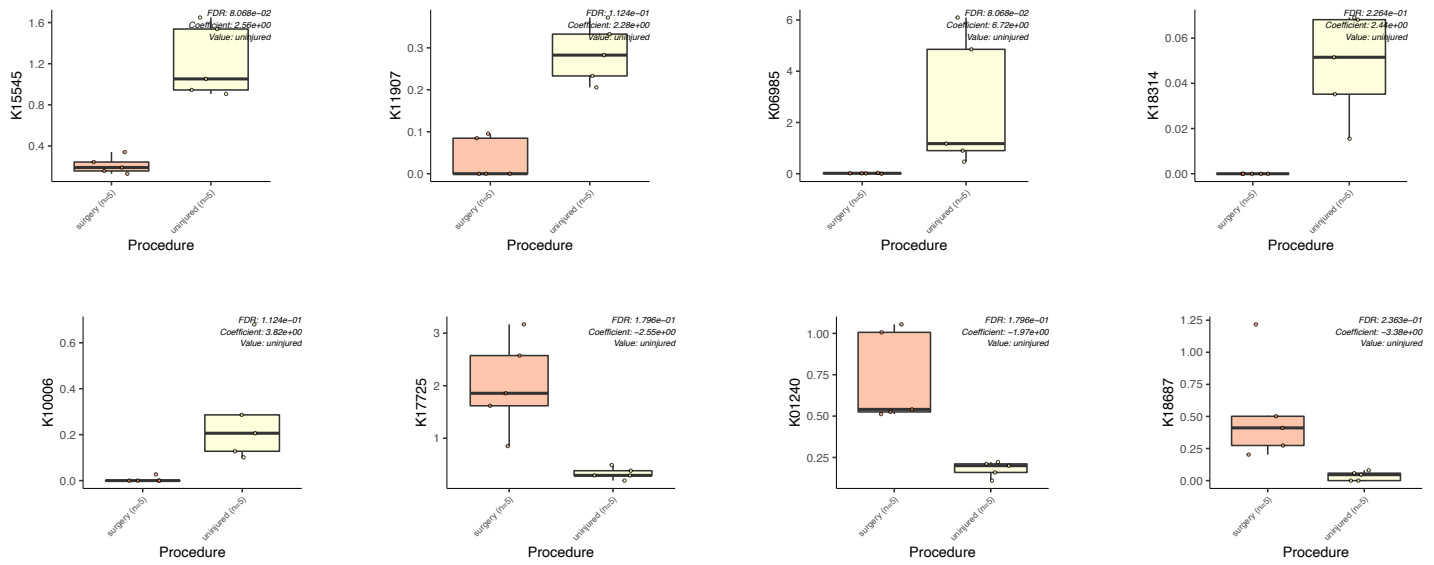 FDR: 8.068e−02
Coefficient: 2.56e+00
Value: uninjured
K15545
1.6
1.2
0.8
0.4
surgery (n=5)
uninjured (n=5)
Procedure
FDR: 1.124e−01
Coefficient: 2.28e+00
Value: uninjured
K11907
0.3
0.2
0.1
0.0
surgery (n=5)
uninjured (n=5)
Procedure
FDR: 8.068e−02
Coefficient: 6.72e+00
Value: uninjured
K06985
6
4
2
0
surgery (n=5)
uninjured (n=5)
Procedure
FDR: 2.264e−01
Coefficient: 2.44e+00
Value: uninjured
K18314
0.06
0.04
0.02
0.00
surgery (n=5)
uninjured (n=5)
Procedure
FDR: 1.124e−01
Coefficient: 3.82e+00
Value: uninjured
K10006
0.6
0.4
0.2
0.0
surgery (n=5)
uninjured (n=5)
Procedure
FDR: 1.796e−01
Coefficient: −2.55e+00
Value: uninjured
K17725
3
2
1
surgery (n=5)
uninjured (n=5)
Procedure
FDR: 1.796e−01
Coefficient: −1.97e+00
Value: uninjured
K01240
1.00
0.75
0.50
0.25
surgery (n=5)
uninjured (n=5)
Procedure
FDR: 2.363e−01
Coefficient: −3.38e+00
Value: uninjured
K18687
1.25
1.00
0.75
0.50
0.25
0.00
surgery (n=5)
uninjured (n=5)
Procedure